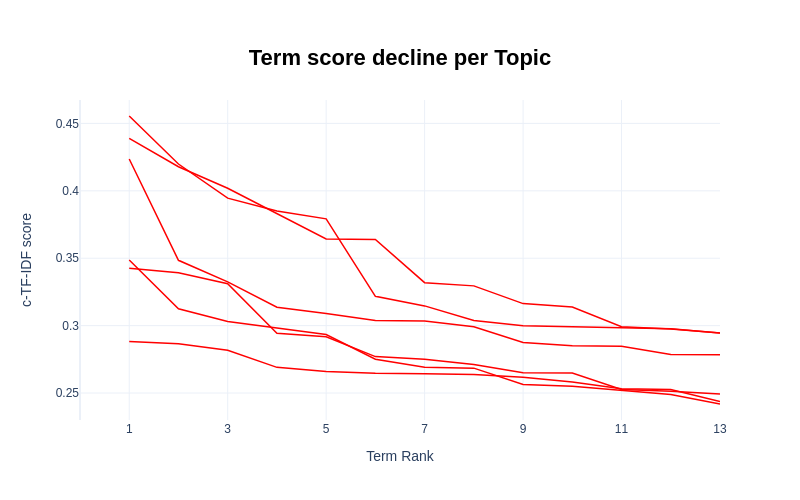 Term score decline per Topic
c-TF-IDF score
0.45
0.4
0.35
0.3
0.25
1 3 5 7 9 11 13
Term Rank